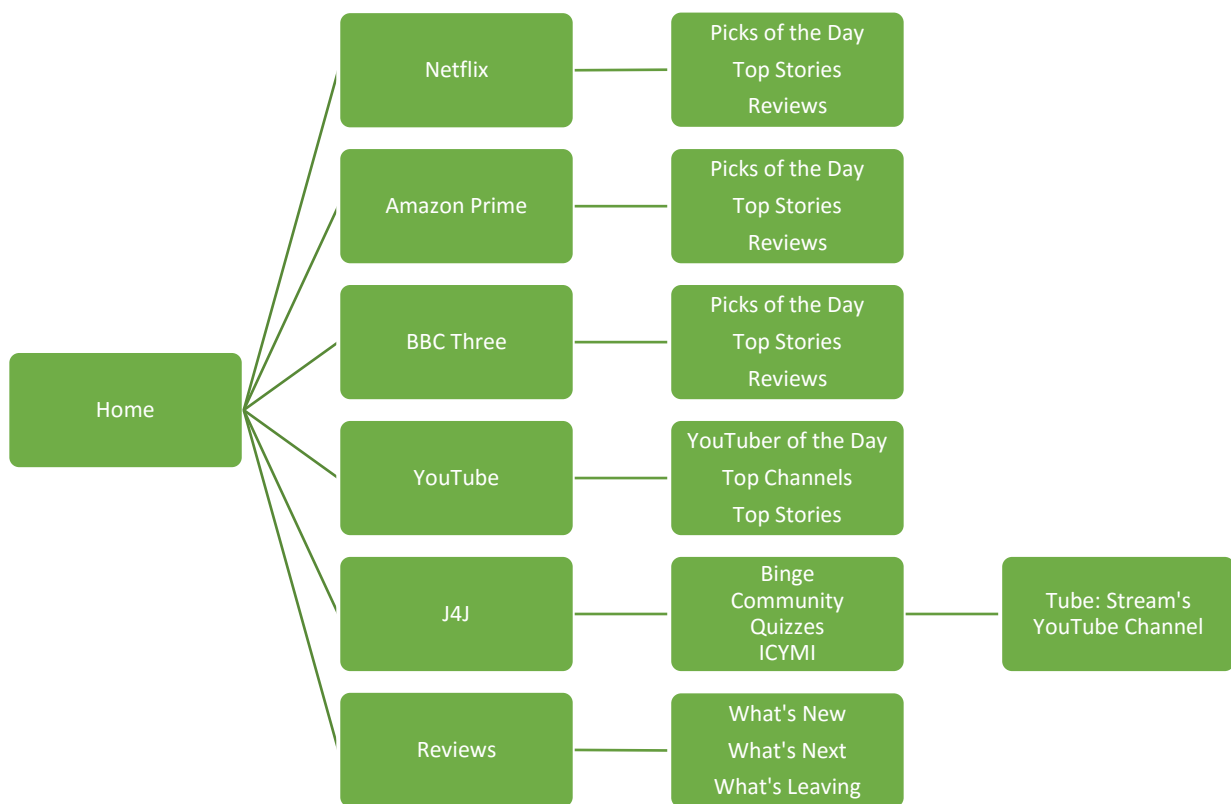 Home
Netflix
Picks of the Day
Top Stories
Reviews
Amazon Prime
Picks of the Day
Top Stories
Reviews
BBC Three
Picks of the Day
Top Stories
Reviews
YouTube
YouTuber of the Day
Top Channels
Top Stories
J4J
Binge
Community
Quizzes
ICYMI
Tube: Stream's
YouTube Channel
Reviews
What's New
What's Next
What's Leaving